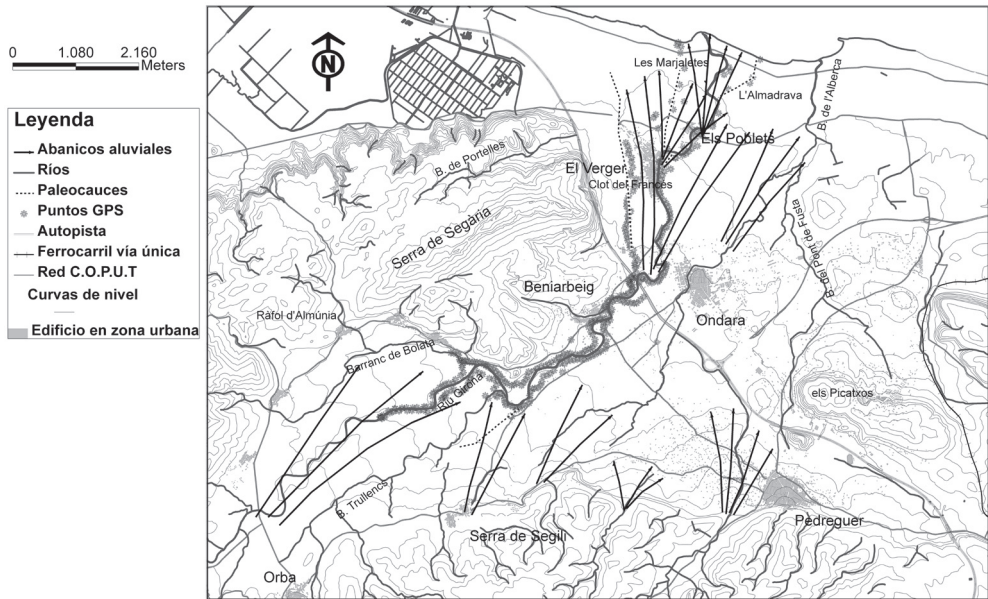 0 1.080 2.160
Meters
N
Leyenda
Abanicos aluviales
Ríos
Paleocauces
Puntos GPS
Autopista
Ferrocarril vía única
Red C.O.P.U.T
Curvas de nivel
Edificio en zona urbana
Les Marjaletes
L'Almadrava
B. de l'Alberca
Els Poblets
B. de Portelles
El Verger
Clot del Francés
Serra de Segària
B. del Pont de Fusta
Beniarbeig
Ondara
Ràfol d'Almúnia
Barranc de Bolata
Riu Girona
els Picatxos
B. Trullencs
Serra de Segili
Pedreguer
Orba